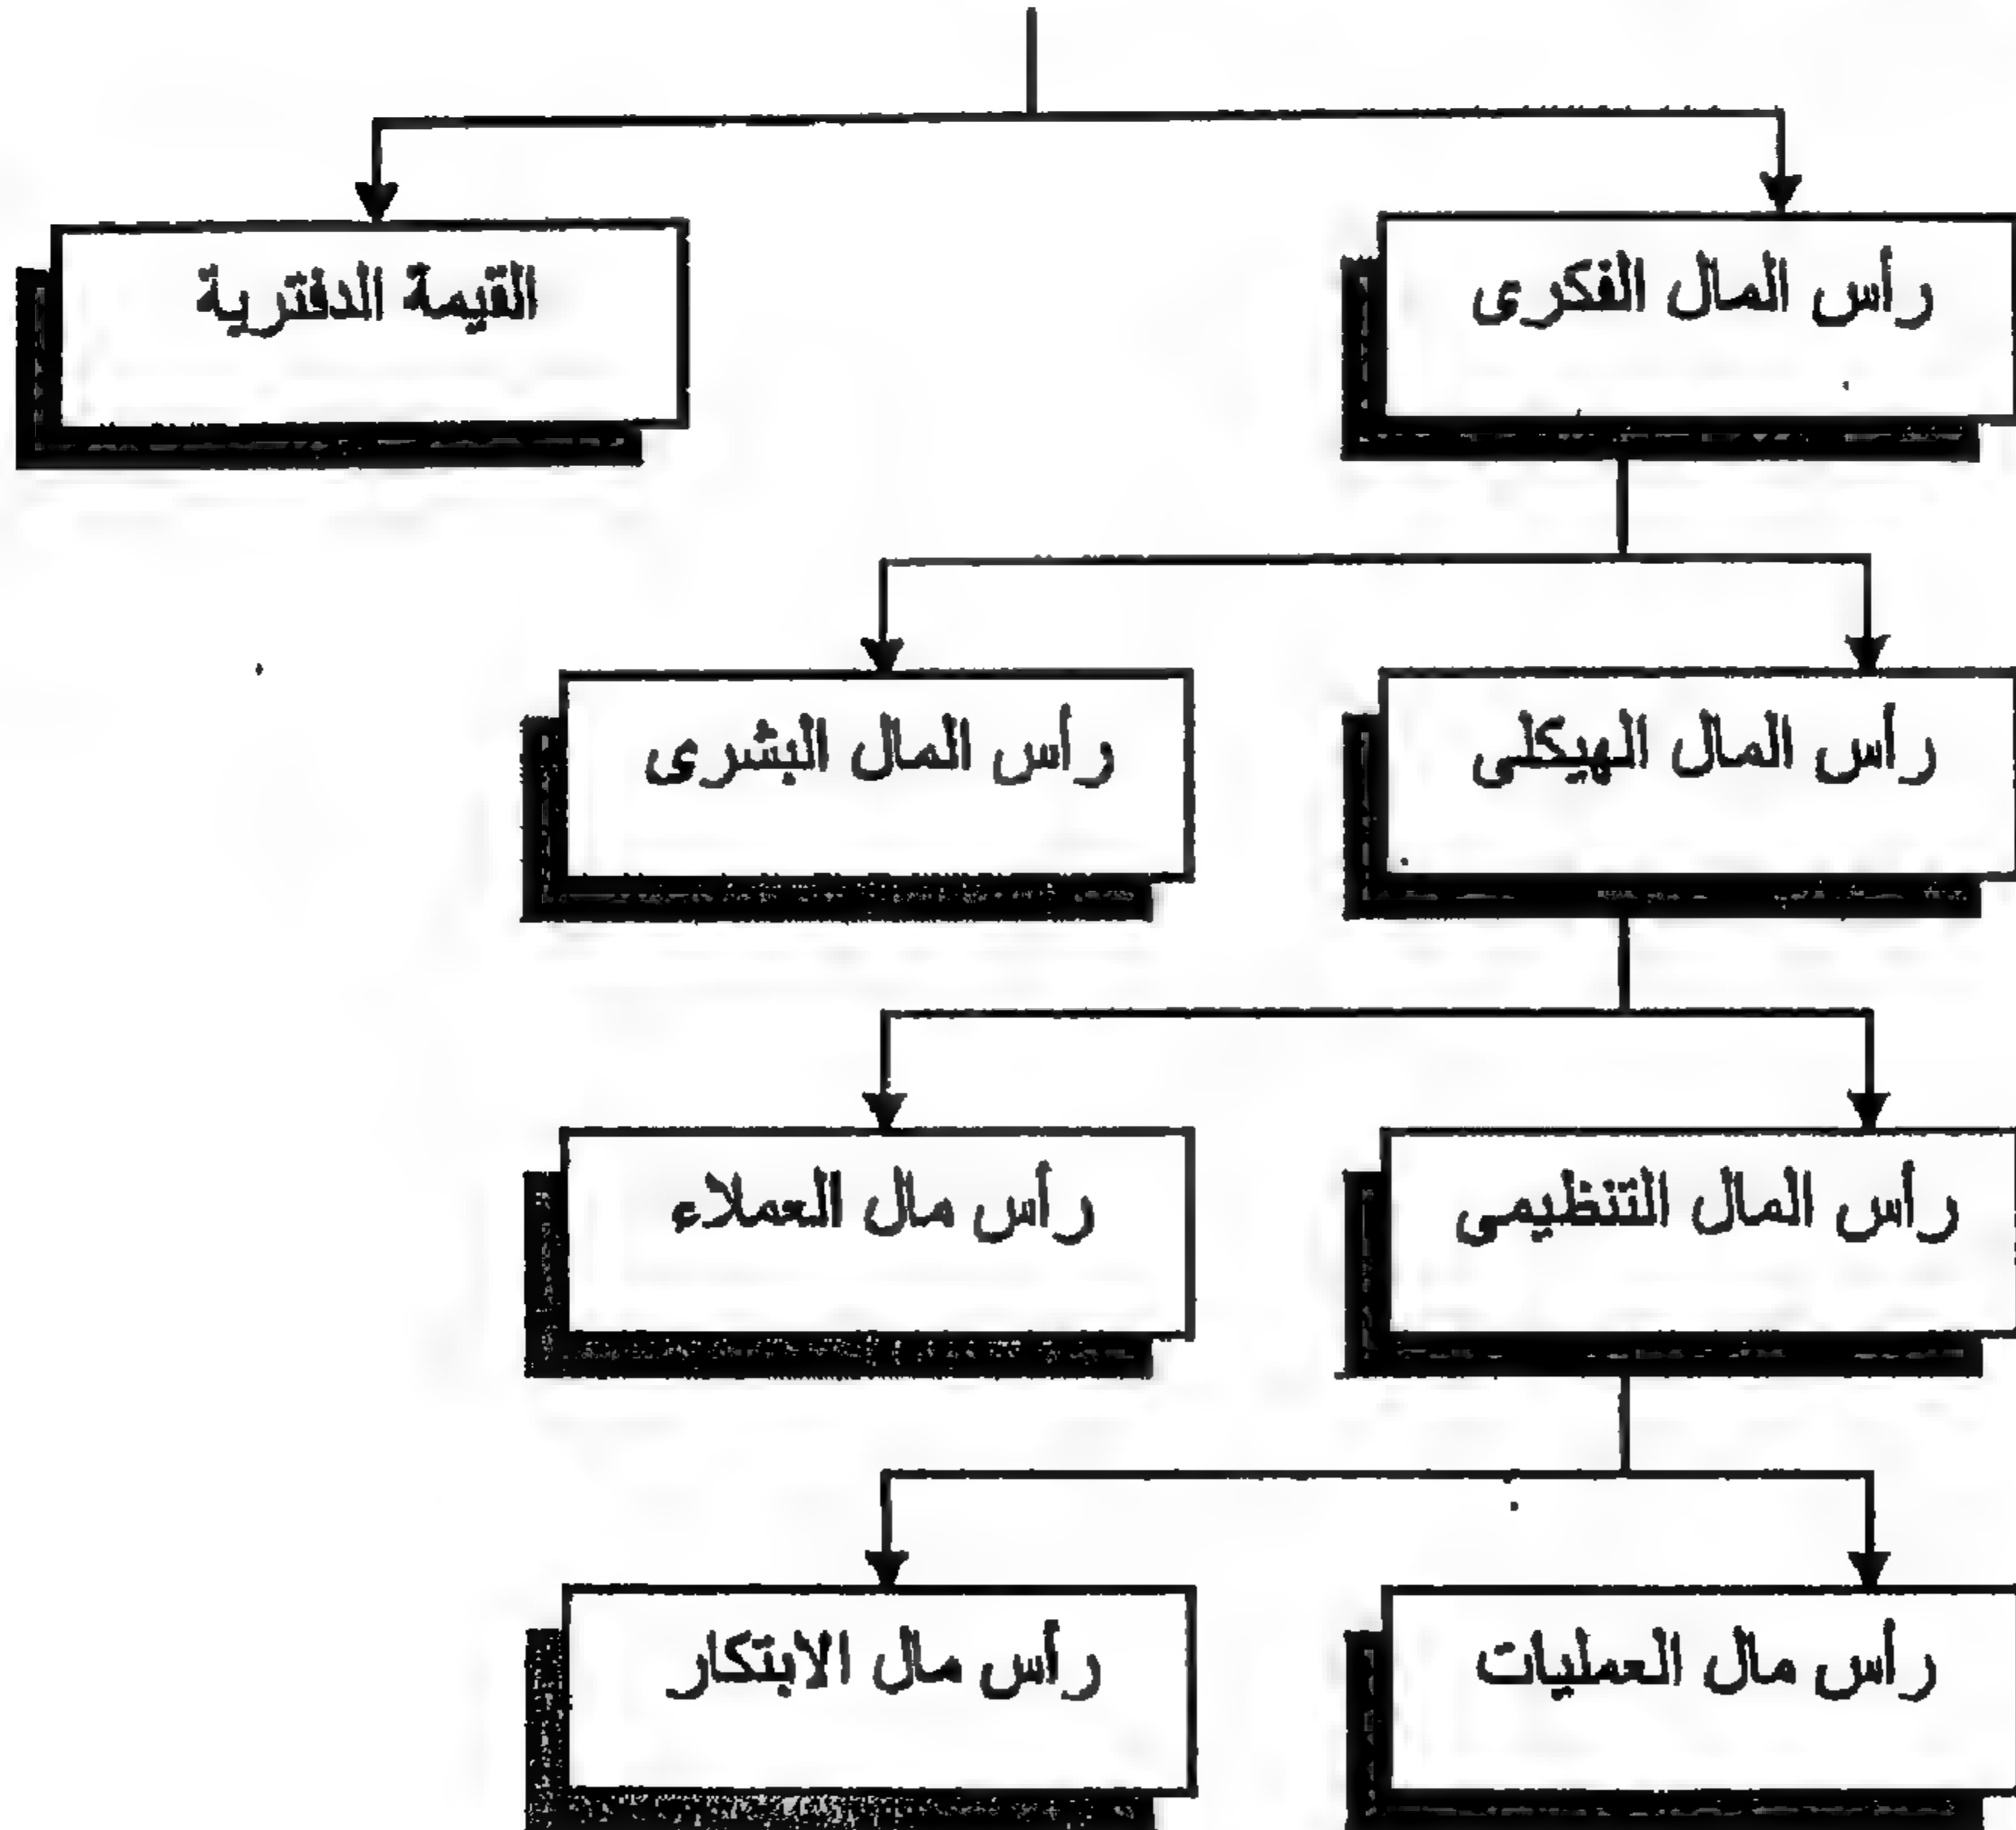 رأس المال الفكرى
القيمة الدفترية
رأس المال الهيكلى
رأس المال البشرى
رأس المال التنظيمى
رأس مال العملاء
رأس مال العمليات
رأس مال الابتكار